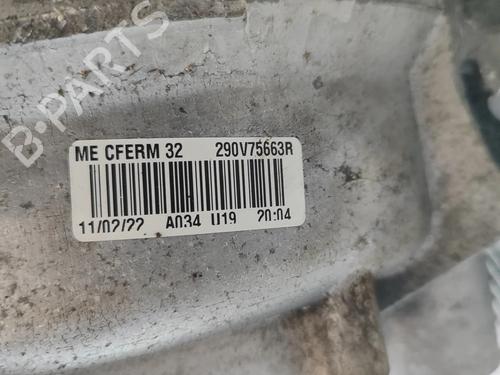 B-PARTS
ME CFERM 32 290V75663R
11/02/22 A034 U19 20:04